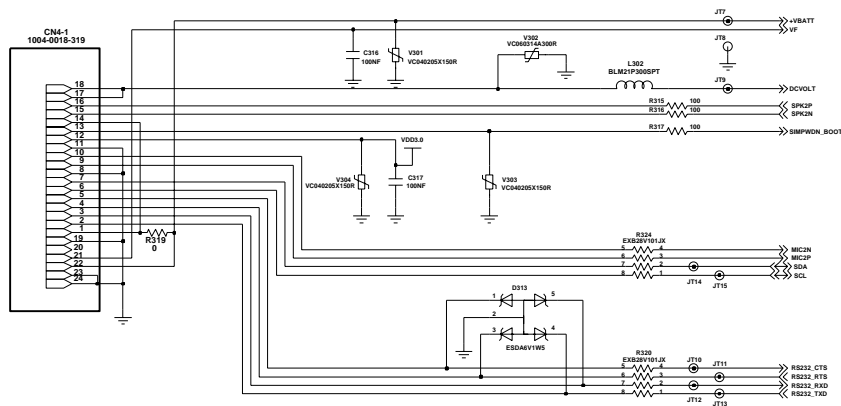 CN4-1
1004-0018-319
18
17
16
15
14
13
12
11
10
9
8
7
6
5
4
3
2
1
19
20
21
22
23
24
R319
0
C316
100NF
V301
VC040205X150R
V302
VC060314A300R
L302
BLM21P300SPT
JT7
+VBATT
VF
JT8
JT9
DCVOLT
R315 100
SPK2P
R316 100
SPK2N
R317 100
SIMPWDN_BOOT
VDD3.0
V304
VC040205X150R
C317
100NF
V303
VC040205X150R
R324
EXB28V101JX
5 4
MIC2N
6 3
MIC2P
7 2
SDA
8 1
SCL
JT14
JT15
D313
1
5
2
3
4
ESDA6V1W5
R320
EXB28V101JX
JT10
JT11
5 4
RS232_CTS
6 3
RS232_RTS
7 2
RS232_RXD
8 1
RS232_TXD
JT12
JT13